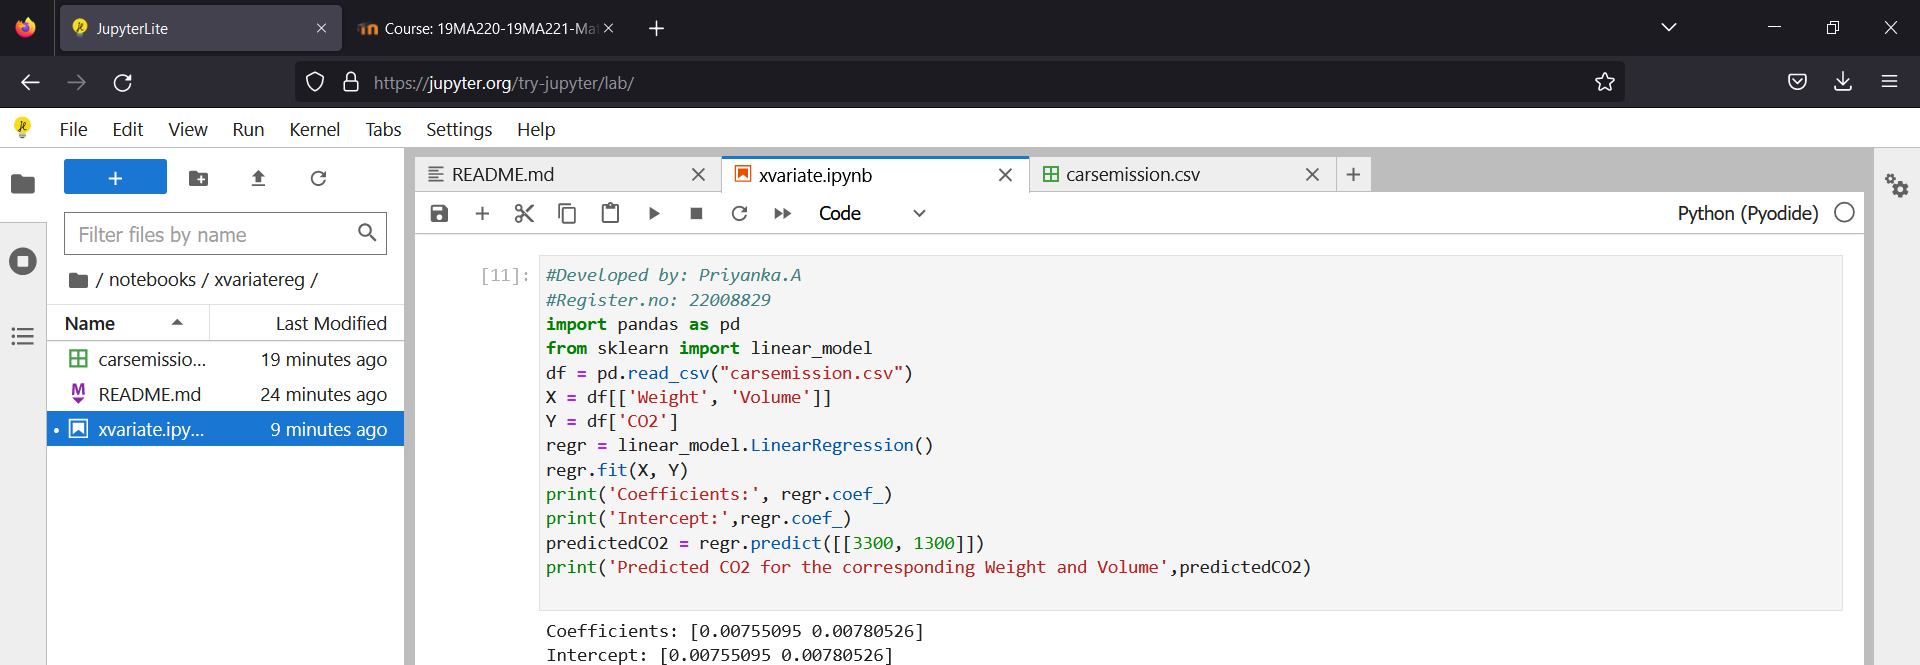 JupyterLite
Course: 19MA220-19MA221-Mat
https://jupyter.org/try-jupyter/lab/
File Edit View Run Kernel Tabs Settings Help
Filter files by name
/ notebooks / xvariatereg /
Name Last Modified
carsemissio... 19 minutes ago
README.md 24 minutes ago
xvariate.ipy... 9 minutes ago
README.md xvariate.ipynb carsemission.csv
Code Python (Pyodide)
[11]:
#Developed by: Priyanka.A
#Register.no: 22008829
import pandas as pd
from sklearn import linear_model
df = pd.read_csv("carsemission.csv")
X = df[['Weight', 'Volume']]
Y = df['CO2']
regr = linear_model.LinearRegression()
regr.fit(X, Y)
print('Coefficients:', regr.coef_)
print('Intercept:',regr.coef_)
predictedCO2 = regr.predict([[3300, 1300]])
print('Predicted CO2 for the corresponding Weight and Volume',predictedCO2)
Coefficients: [0.00755095 0.00780526]
Intercept: [0.00755095 0.00780526]